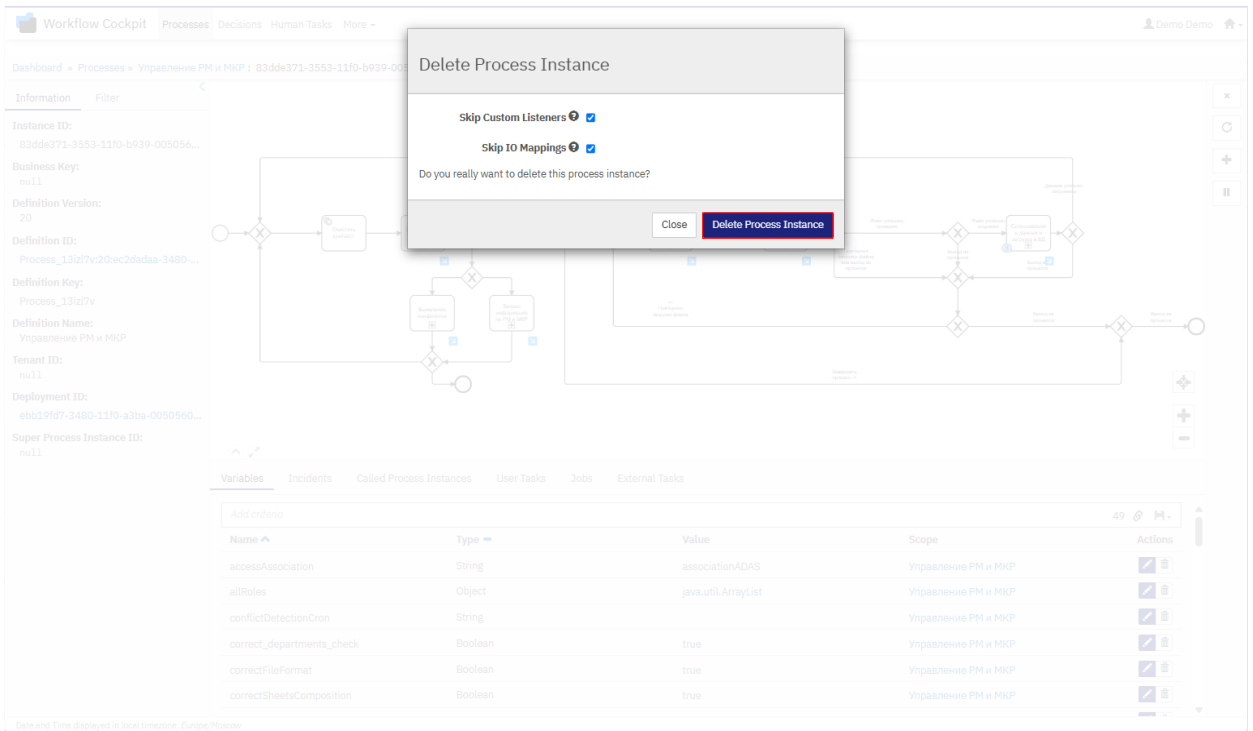 Workflow Cockpit Processes Decisions Human Tasks More Demo Demo
Dashboard » Processes » Управление РМ и МКР : 83dde371-3553-11f0-b939-005
Delete Process Instance
Skip Custom Listeners
Skip IO Mappings
Do you really want to delete this process instance?
Close Delete Process Instance
Information Filter
Instance ID:
83dde371-3553-11f0-b939-005056...
Business Key:
null
Definition Version:
20
Definition ID:
Process_13izl7v:20:ec2dadaa-3480-...
Definition Key:
Process_13izl7v
Definition Name:
Управление РМ и МКР
Tenant ID:
null
Deployment ID:
ebb19fd7-3480-11f0-a3ba-0050560...
Super Process Instance ID:
null
Variables Incidents Called Process Instances User Tasks Jobs External Tasks
Add criteria 49
Name Type Value Scope Actions
accessAssociation String associationADAS Управление РМ и МКР
allRoles Object java.util.ArrayList Управление РМ и МКР
conflictDetectionCron String Управление РМ и МКР
correct_departments_check Boolean true Управление РМ и МКР
correctFileFormat Boolean true Управление РМ и МКР
correctSheetsComposition Boolean true Управление РМ и МКР
Date and Time displayed in local timezone: Europe/Moscow